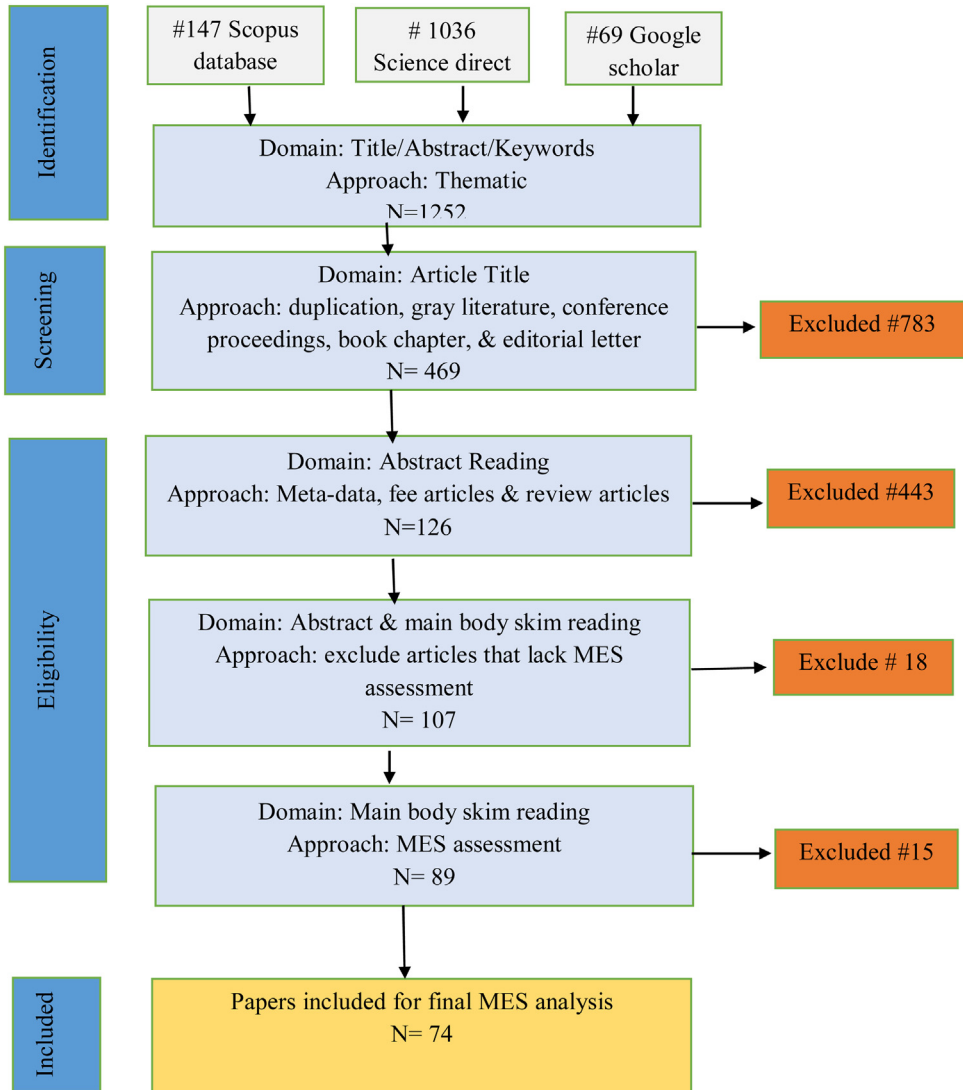 Identification
#147 Scopus
database
# 1036
Science direct
#69 Google
scholar
Domain: Title/Abstract/Keywords
Approach: Thematic
N=1252
Screening
Domain: Article Title
Approach: duplication, gray literature, conference
proceedings, book chapter, & editorial letter
N= 469
Excluded #783
Eligibility
Domain: Abstract Reading
Approach: Meta-data, fee articles & review articles
N=126
Excluded #443
Domain: Abstract & main body skim reading
Approach: exclude articles that lack MES
assessment
N= 107
Exclude # 18
Domain: Main body skim reading
Approach: MES assessment
N= 89
Excluded #15
Included
Papers included for final MES analysis
N= 74